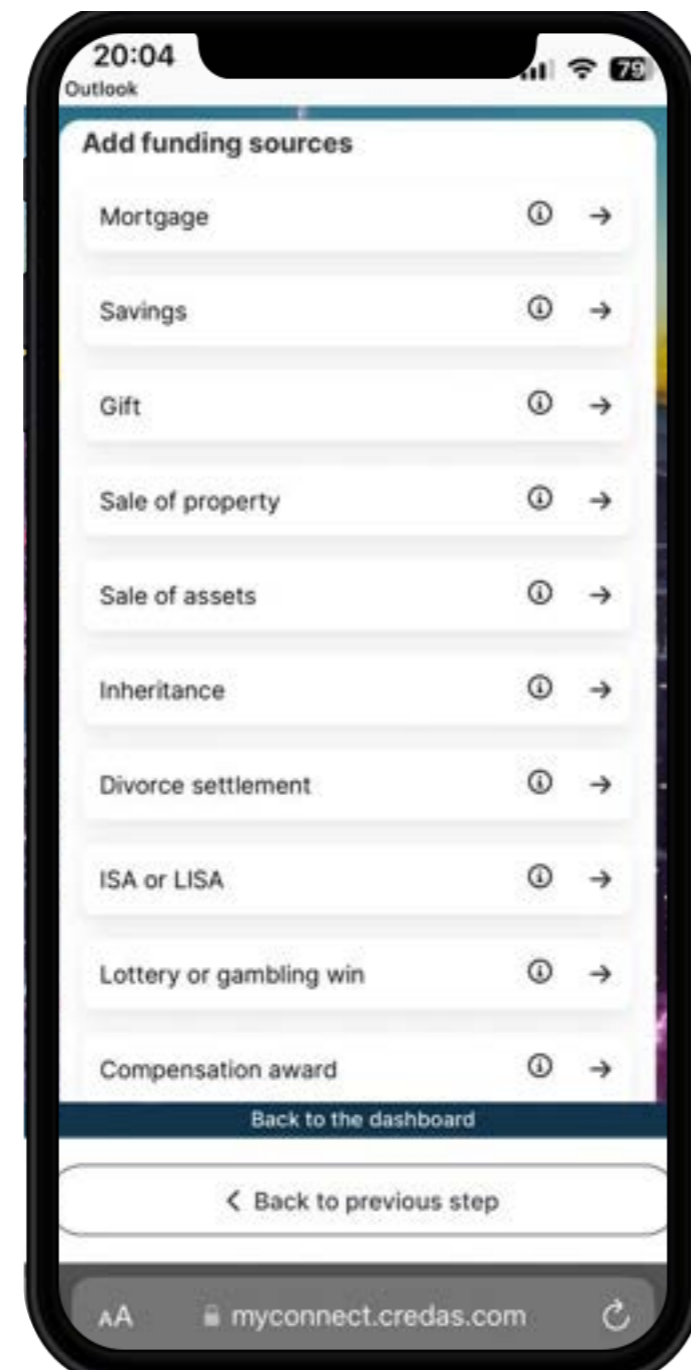 20:04
79
Outlook
Add funding sources
Mortgage
Savings
Gift
Sale of property
Sale of assets
Inheritance
Divorce settlement
ISA or LISA
Lottery or gambling win
Compensation award
Back to the dashboard
Back to previous step
AA myconnect.credas.com